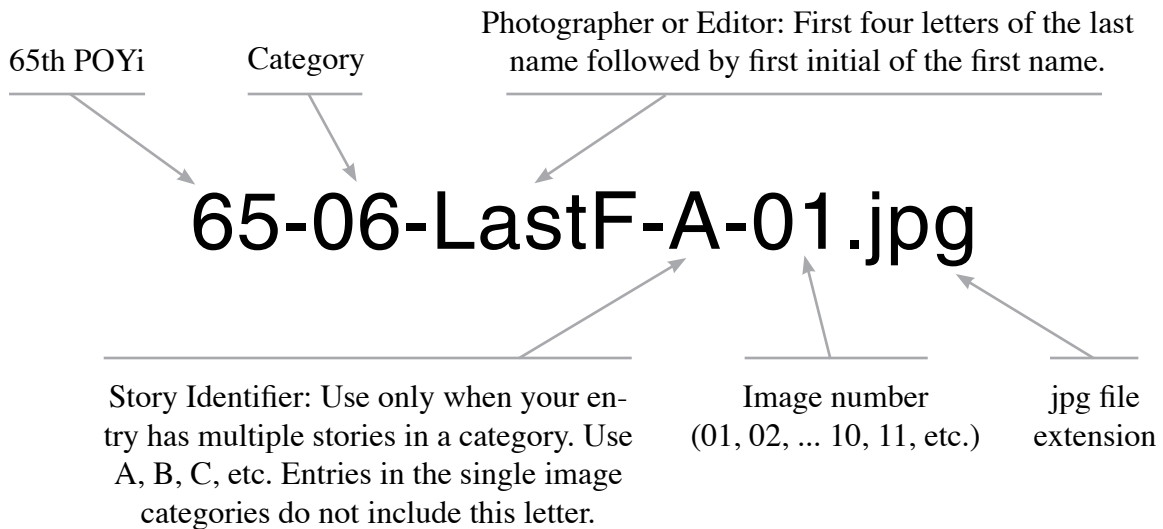 Photographer or Editor: First four letters of the last
name followed by first initial of the first name.
65th POYi
Category
65-06-LastF-A-01.jpg
Story Identifier: Use only when your en-
try has multiple stories in a category. Use
A, B, C, etc. Entries in the single image
categories do not include this letter.
Image number
(01, 02, ... 10, 11, etc.)
jpg file
extension